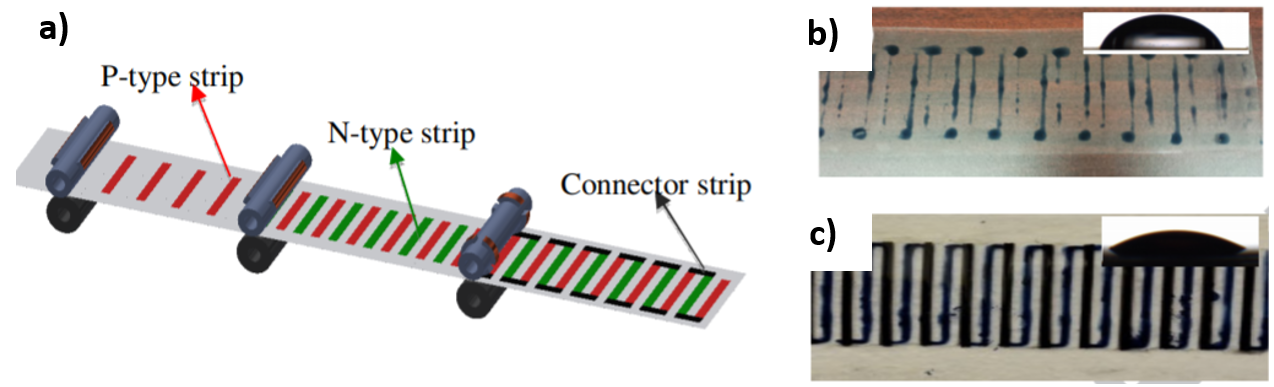 a)
P-type strip
N-type strip
Connector strip
b)
c)